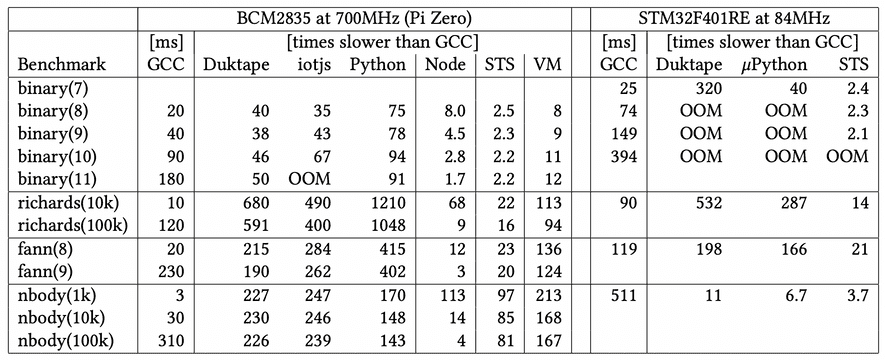 BCM2835 at 700MHz (Pi Zero) STM32F401RE at 84MHz
[ms] [times slower than GCC] [ms] [times slower than GCC]
Benchmark GCC Duktape iotjs Python Node STS VM GCC Duktape μPython STS
binary(7) 25 320 40 2.4
binary(8) 20 40 35 75 8.0 2.5 8 74 OOM OOM 2.3
binary(9) 40 38 43 78 4.5 2.3 9 149 OOM OOM 2.1
binary(10) 90 46 67 94 2.8 2.2 11 394 OOM OOM OOM
binary(11) 180 50 OOM 91 1.7 2.2 12
richards(10k) 10 680 490 1210 68 22 113 90 532 287 14
richards(100k) 120 591 400 1048 9 16 94
fann(8) 20 215 284 415 12 23 136 119 198 166 21
fann(9) 230 190 262 402 3 20 124
nbody(1k) 3 227 247 170 113 97 213 511 11 6.7 3.7
nbody(10k) 30 230 246 148 14 85 168
nbody(100k) 310 226 239 143 4 81 167